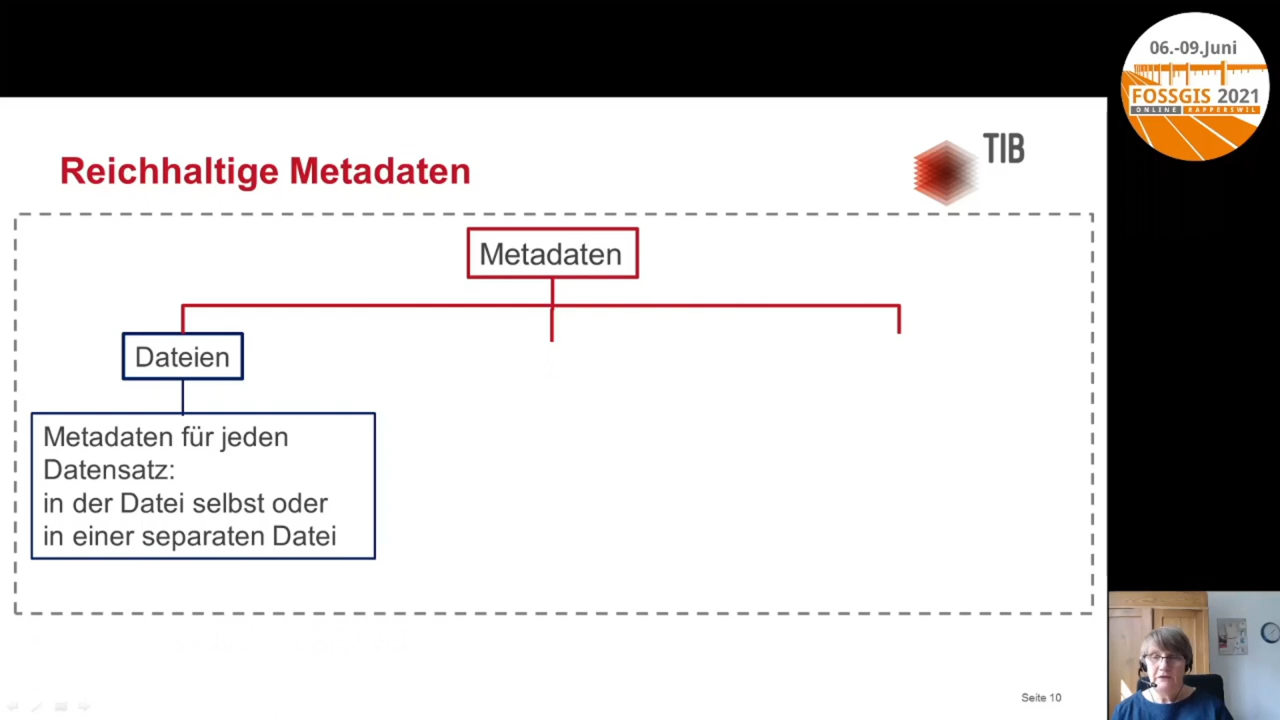 06.-09.Juni
FOSSGIS 2021
ONLINE RAPPERSWIL
TIB
Reichhaltige Metadaten
Metadaten
Dateien
Metadaten für jeden
Datensatz:
in der Datei selbst oder
in einer separaten Datei
Seite 10